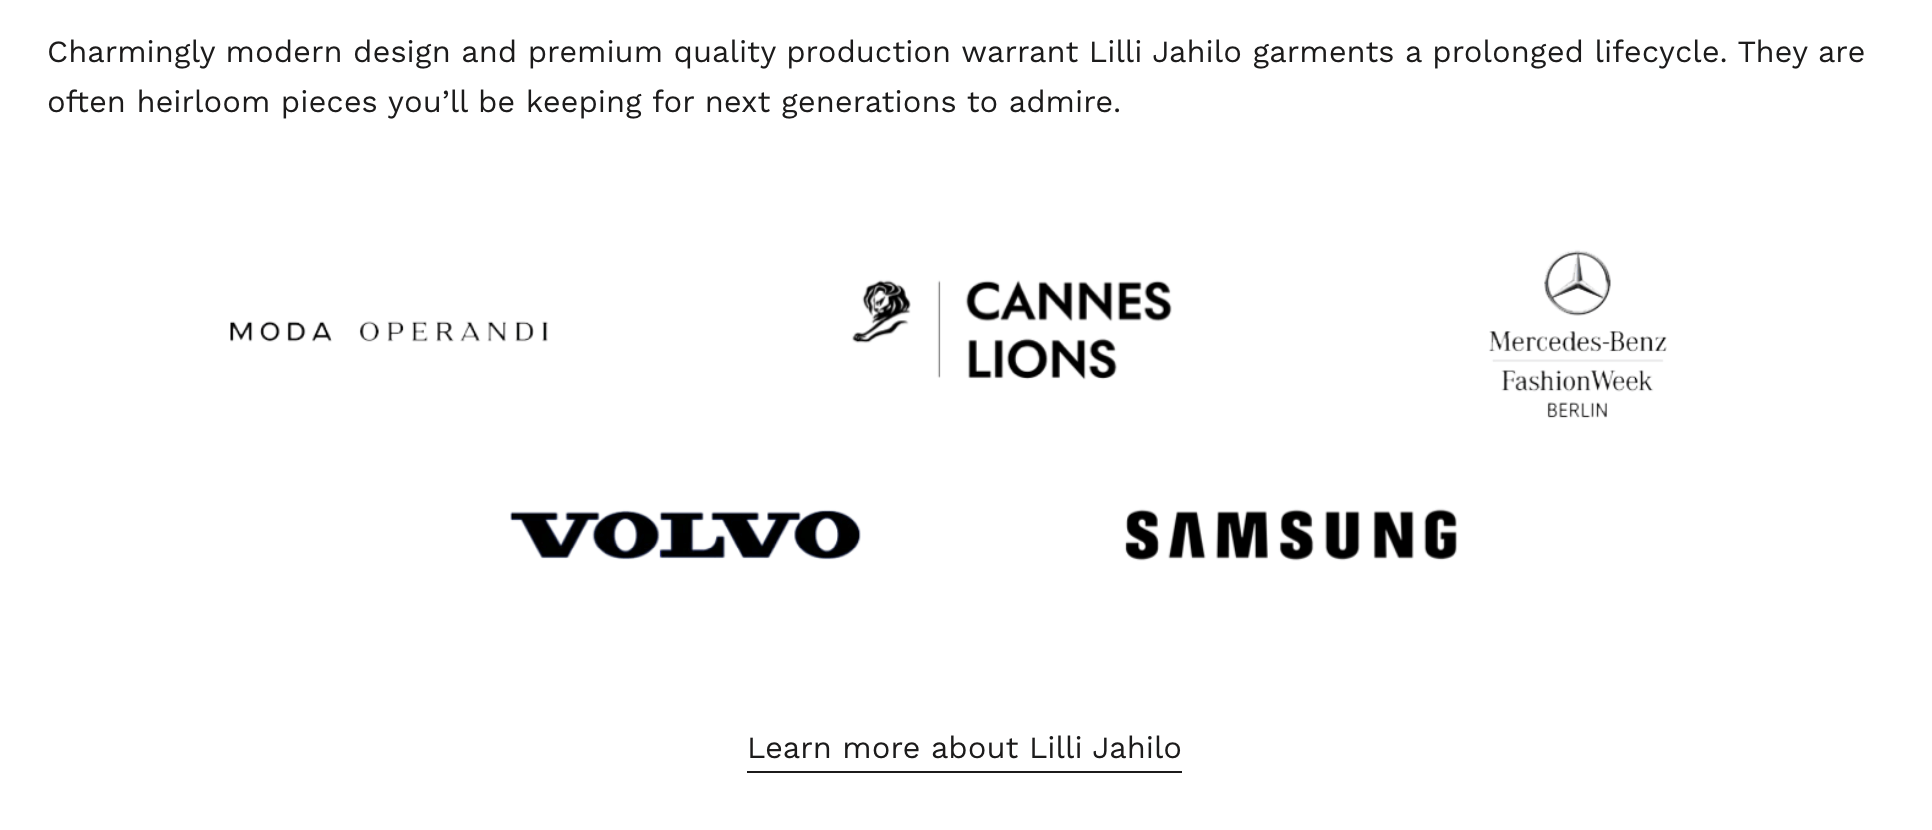 Charmingly modern design and premium quality production warrant Lilli Jahilo garments a prolonged lifecycle. They are
often heirloom pieces you’ll be keeping for next generations to admire.
MODA OPERANDI
CANNES
LIONS
Mercedes-Benz
FashionWeek
BERLIN
VOLVO
SAMSUNG
Learn more about Lilli Jahilo